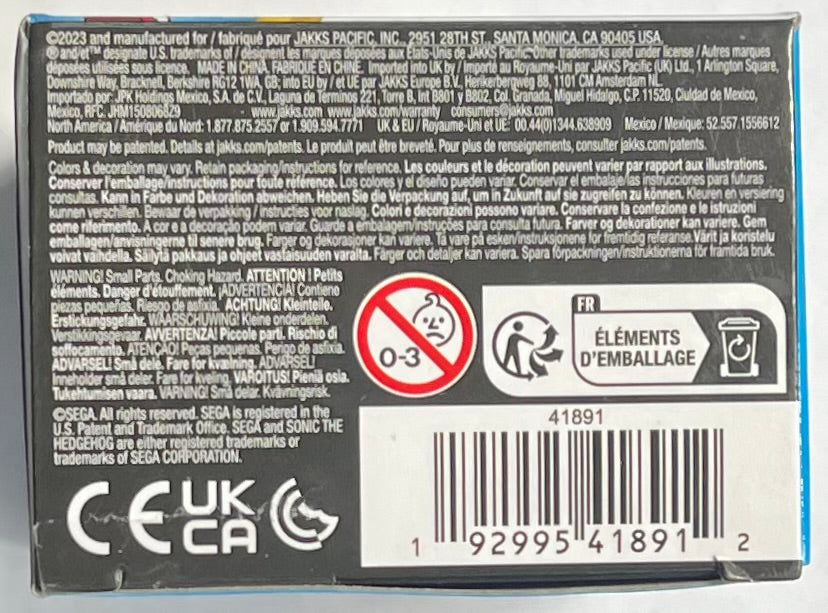 ©2023 and manufactured for / fabriqué pour JAKKS PACIFIC, INC., 2951 28TH ST., SANTA MONICA, CA 90405 USA.
® and/et™ designate U.S. trademarks of / désignent les marques déposées aux États-Unis de JAKKS Pacific. Other trademarks used under license / Autres marques
déposées utilisées sous licence. MADE IN CHINA. FABRIQUÉ EN CHINE. Imported into UK by / Importé au Royaume-Uni par JAKKS Pacific (UK) Ltd., 1 Arlington Square,
Downshire Way, Bracknell, Berkshire RG12 1WA, GB; into EU by / et UE par JAKKS Europe B.V., Herikerbergweg 88, 1101 CM Amsterdam NL.
Importado por: JPK Holdings Mexico, S.A. de C.V., Laguna de Terminos 221, Torre B, Int B801 y B802, Col. Granada, Miguel Hidalgo, C.P. 11520, Ciuldad de Mexico,
Mexico, RFC. JHM150806829 - www.jakks.com www.jakks.com/warranty consumers@jakks.com
North America / Amérique du Nord: 1.877.875.2557 or 1.909.594.7771 UK & EU / Royaume-Uni et UE: 00.44(0)1344.638909 Mexico / Mexique: 52.557.1556612
Product may be patented. Details at jakks.com/patents. Le produit peut être breveté. Pour plus de renseignements, consulter jakks.com/patents.
Colors & decoration may vary. Retain packaging/instructions for reference. Les couleurs et le décoration peuvent varier par rapport aux illustrations.
Conserver l'emballage/instructions pour toute référence. Los colores y el diseño pueden variar. Conservar el embalaje/las instrucciones para futuras
consultas. Kann in Farbe und Dekoration abweichen. Heben Sie die Verpackung auf, um in Zukunft auf sie zugreifen zu können. Kleuren en versiering
kunnen verschillen. Bewaar de verpakking / instructies voor naslag. Colori e decorazioni possono variare. Conservare la confezione e le istruzioni
come riferimento. A cor e a decoração podem variar. Guarde a embalagem/instruções para consulta futura. Farver og dekorationer kan variere. Gem
emballagen/anvisningerne til senere brug. Farger og dekorasjoner kan variere. Ta vare på esken/instruksjonene for fremtidig referanse. Varit ja koristelu
voivat vaihdella. Säilytä pakkaus ja ohjeet vastaisuuden varalta. Färger och detaljer kan variera. Spara förpackningen/instruktionerna för framtida bruk.
WARNING! Small Parts. Choking Hazard. ATTENTION ! Petits
éléments. Danger d'étouffement. ¡ADVERTENCIA! Contiene
piezas pequeñas. Riesgo de asfixia. ACHTUNG! Kleinteile.
Erstickungsgefahr. WAARSCHUWING! Kleine onderdelen.
Verstikkingsgevaar. AVVERTENZA! Piccole parti. Rischio di
soffocamento. ATENÇÃO! Peças pequenas. Perigo de asfixia.
ADVARSEL! Små dele. Fare for kvælning. ADVARSEL!
Inneholder små deler. Fare for kveling. VAROITUS! Pieniä osia.
Tukehtumisen vaara. VARNING! Små delar. Kvävningsrisk.
0-3
FR
ÉLÉMENTS
D'EMBALLAGE
©SEGA. All rights reserved. SEGA is registered in the
U.S. Patent and Trademark Office. SEGA and SONIC THE
HEDGEHOG are either registered trademarks or
trademarks of SEGA CORPORATION.
CE UK
CA
41891
1 92995 41891 2